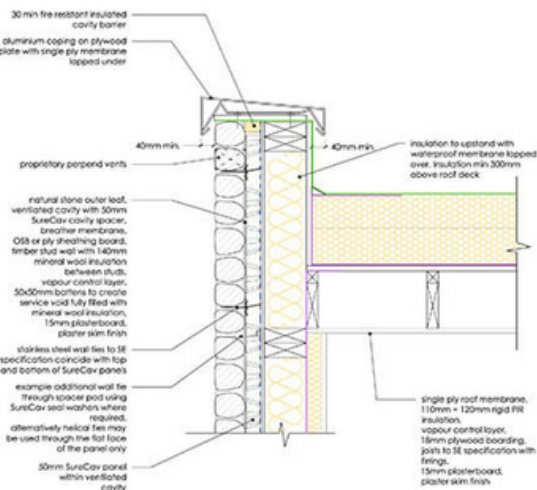 30 min fire resistant insulated
cavity barrier
aluminium coping on plywood
plate with single ply membrane
lapped under
40mm min.
proprietary perpend vents
natural stone outer leaf,
ventilated cavity with 50mm
SureCav cavity spacer,
breather membrane,
OSB or ply sheathing board,
timber stud wall with 140mm
mineral wool insulation
between studs,
vapour control layer,
50x50mm battens to create
service void fully filled with
mineral wool insulation,
15mm plasterboard,
plaster skim finish
stainless steel wall ties to SE
specification coincide with top
and bottom of SureCav panels
example additional wall tie
through spacer pod using
SureCav seal washers where
required,
alternatively helical ties may
be used through the flat face
of the panel only
50mm SureCav panel
within ventilated
cavity
40mm min.
insulation to upstand with
waterproof membrane lapped
over. Insulation min 300mm
above roof deck
single ply roof membrane,
110mm + 120mm rigid PIR
insulation,
vapour control layer,
18mm plywood boarding,
joists to SE specification with
firrings,
15mm plasterboard,
plaster skim finish